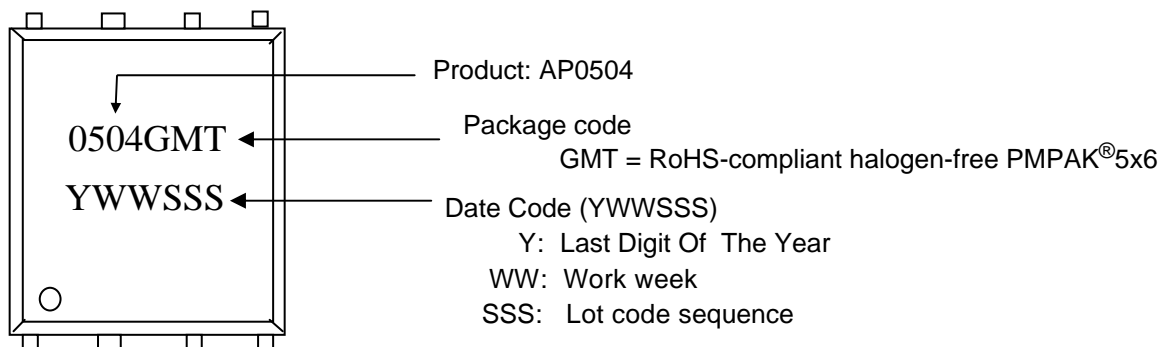 Product: AP0504
0504GMT
Package code
GMT = RoHS-compliant halogen-free PMPAK®5x6
YWWSSS
Date Code (YWWSSS)
Y: Last Digit Of The Year
WW: Work week
SSS: Lot code sequence